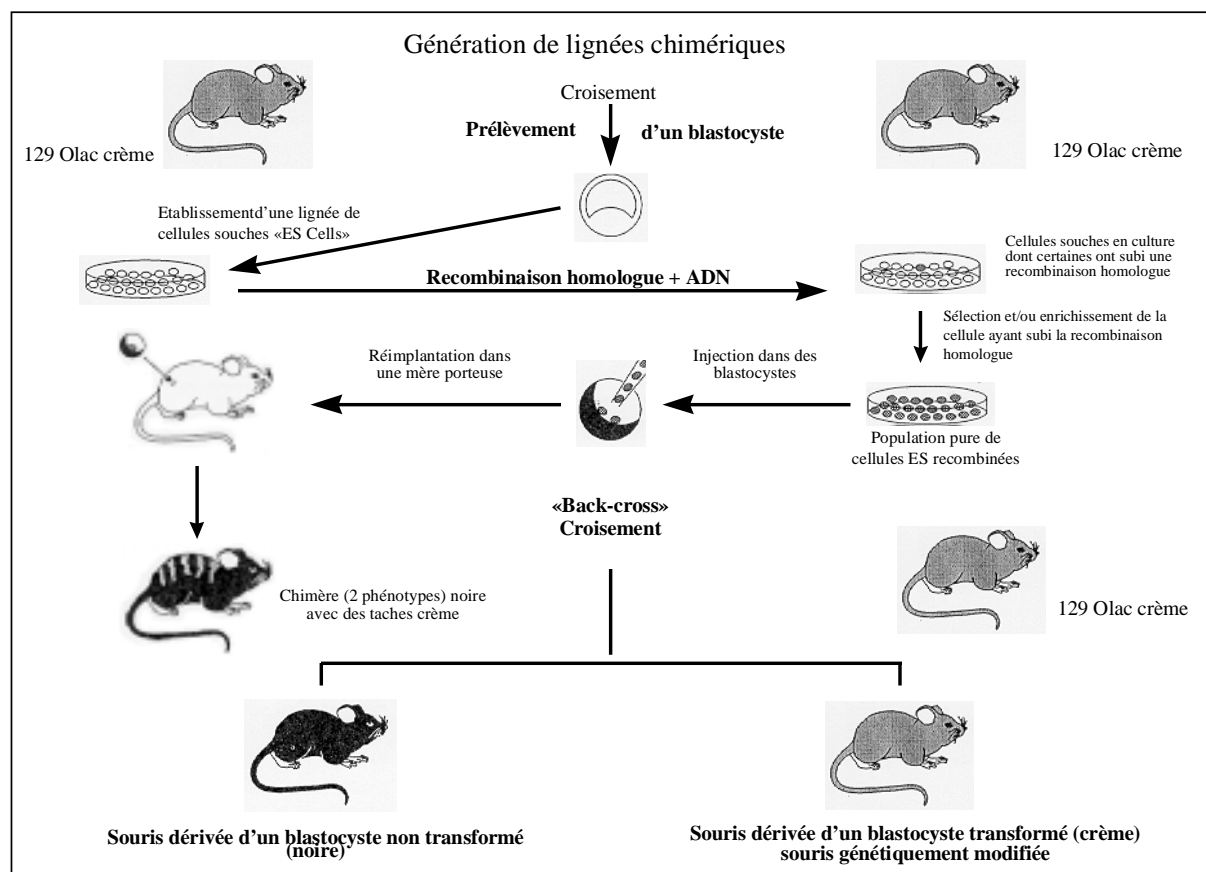 Génération de lignées chimériques
Croisement
Prélèvement d'un blastocyste
129 Olac crème
129 Olac crème
Etablissementd'une lignée de
cellules souches «ES Cells»
Cellules souches en culture
dont certaines ont subi une
recombinaison homologue
Recombinaison homologue + ADN
Sélection et/ou enrichissement de la
cellule ayant subi la recombinaison
homologue
Réimplantation dans
une mère porteuse
Injection dans des
blastocystes
Population pure de
cellules ES recombinées
«Back-cross»
Croisement
Chimère (2 phénotypes) noire
avec des taches crème
129 Olac crème
Souris dérivée d'un blastocyste non transformé
(noire)
Souris dérivée d'un blastocyste transformé (crème)
souris génétiquement modifiée